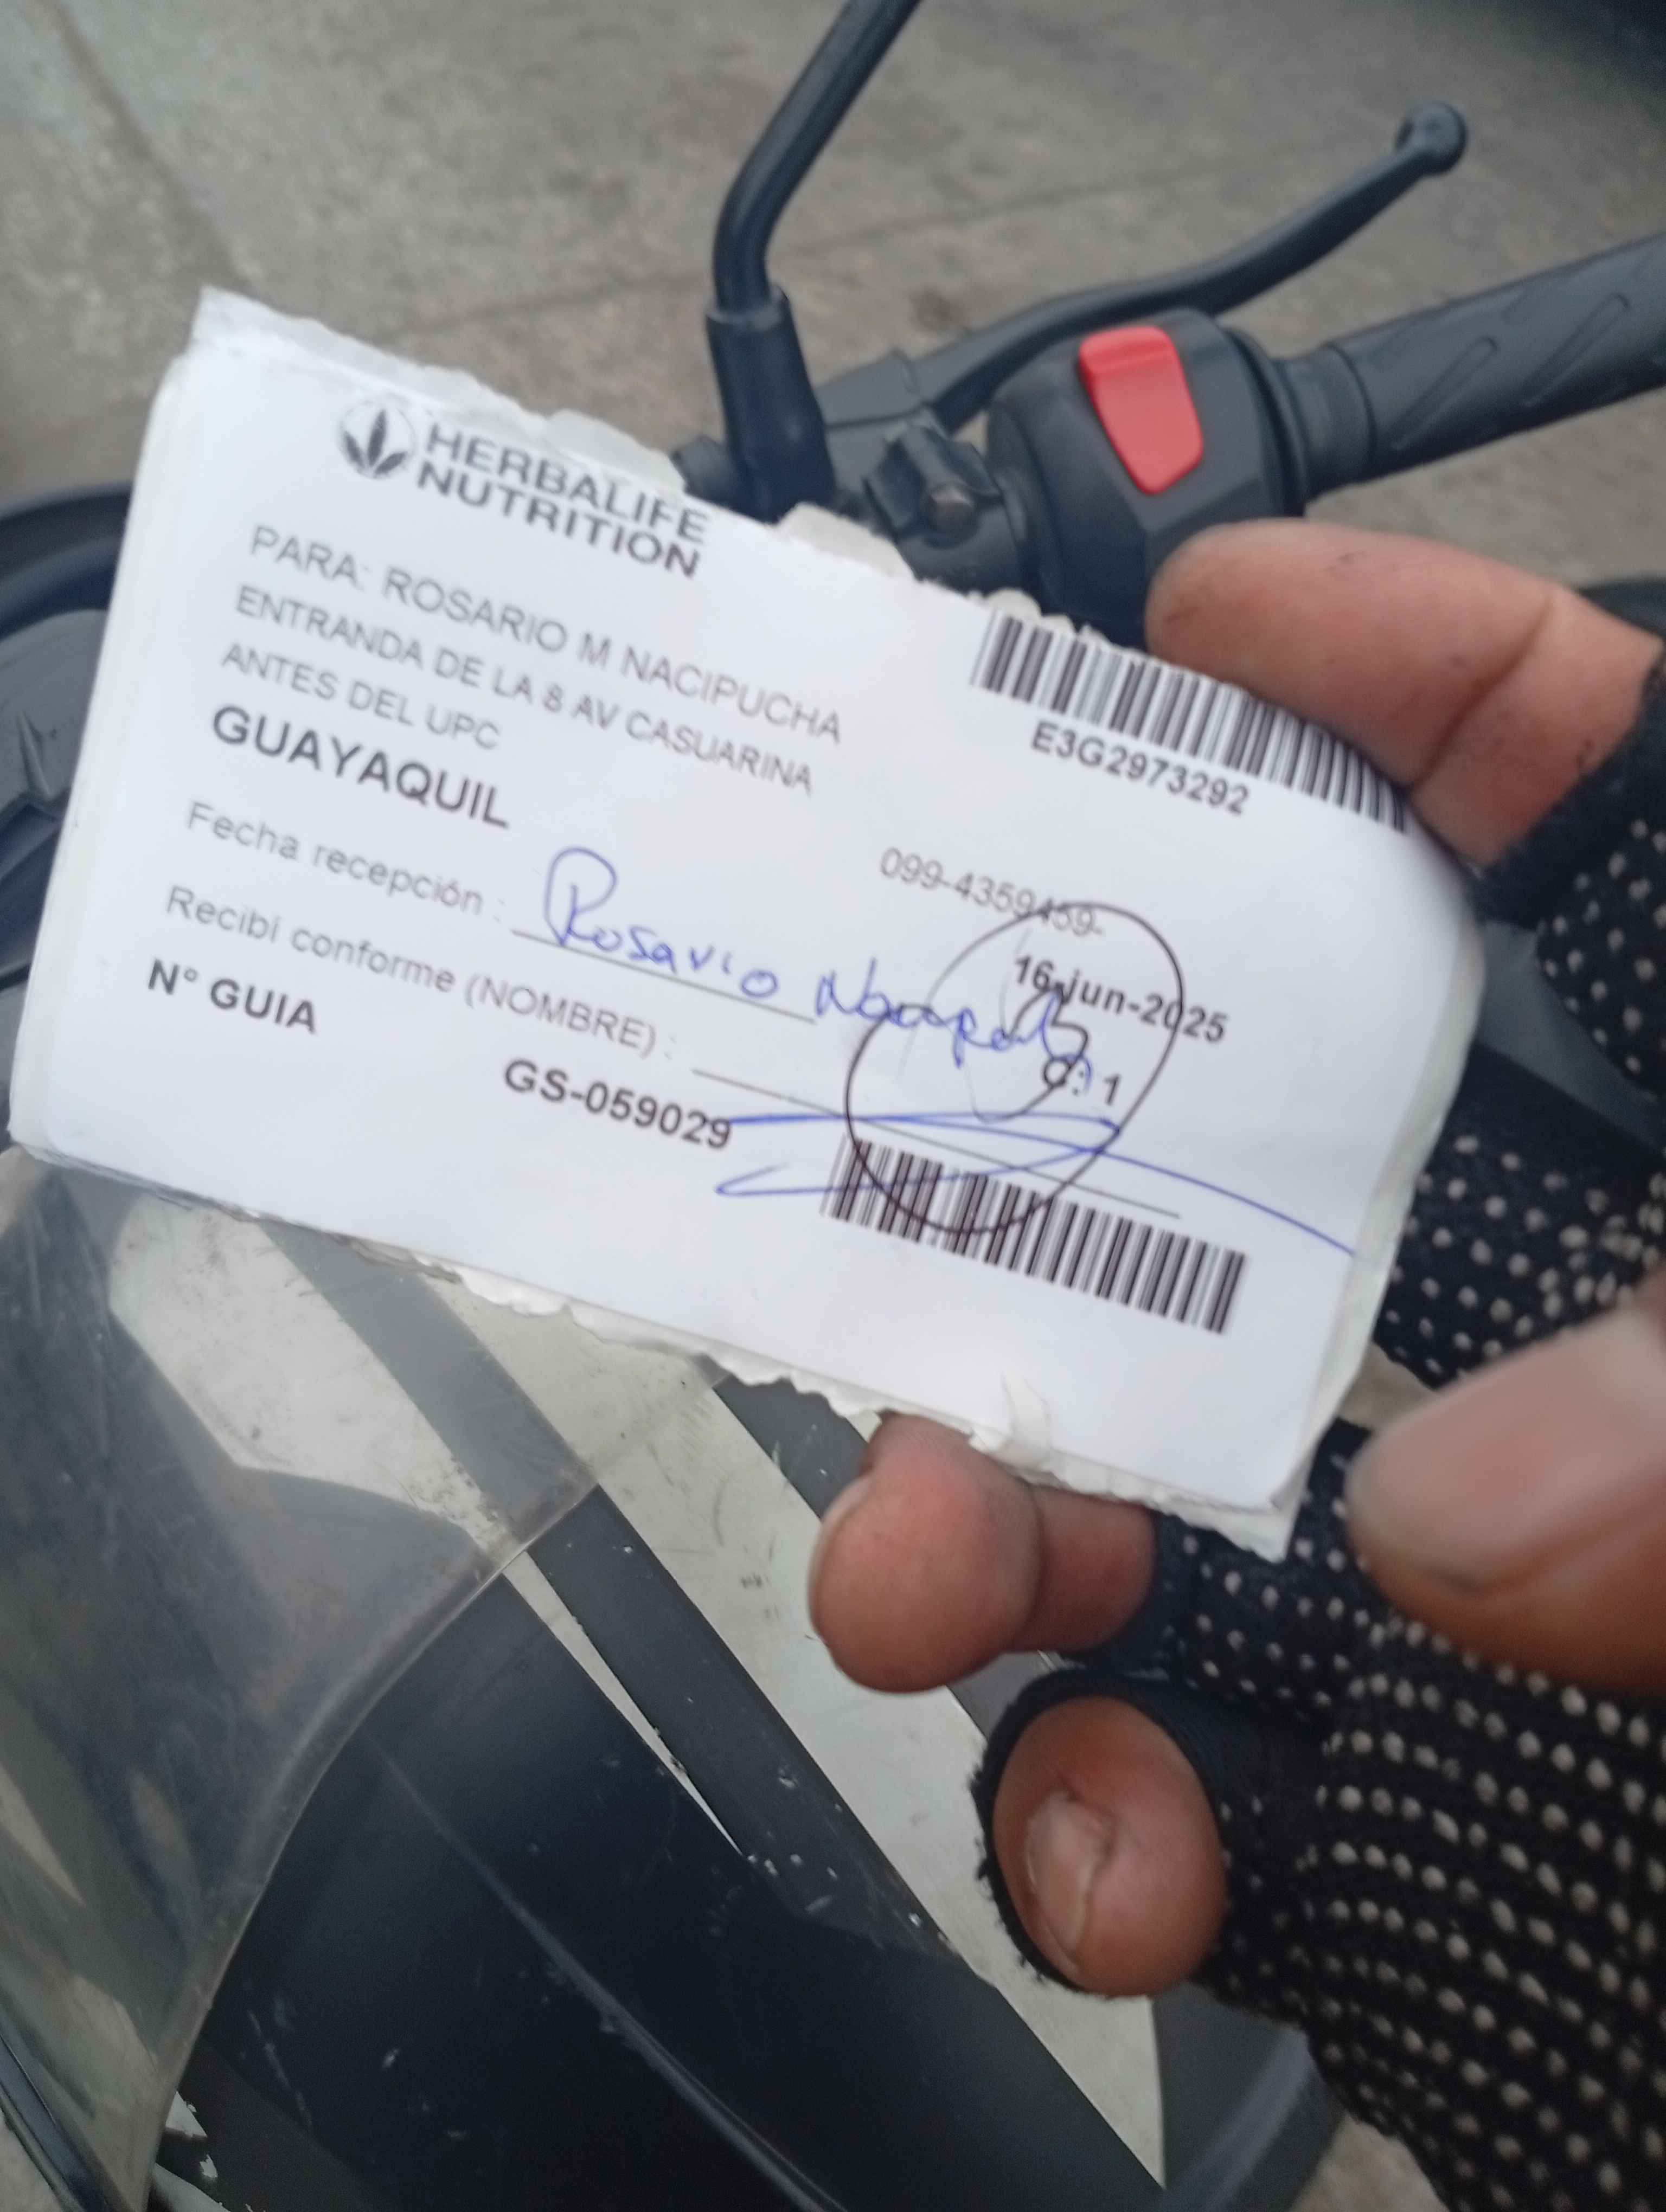 HERBALIFE
NUTRITION
E3G2973292
PARA: ROSARIO M NACIPUCHA
ENTRANDA DE LA 8 AV CASUARINA
ANTES DEL UPC
099-4359459-
GUAYAQUIL
16-jun-2025
Fecha recepción : Rosario
C: 1
Recibí conforme (NOMBRE) :
Nº GUIA
GS-059029